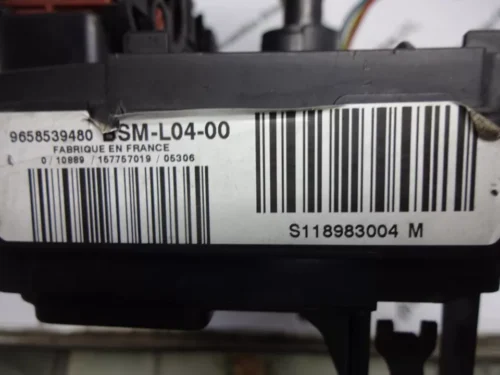 9658539480 BSM-L04-00
FABRIQUE EN FRANCE
0/10889/157757019/05306
S118983004 M